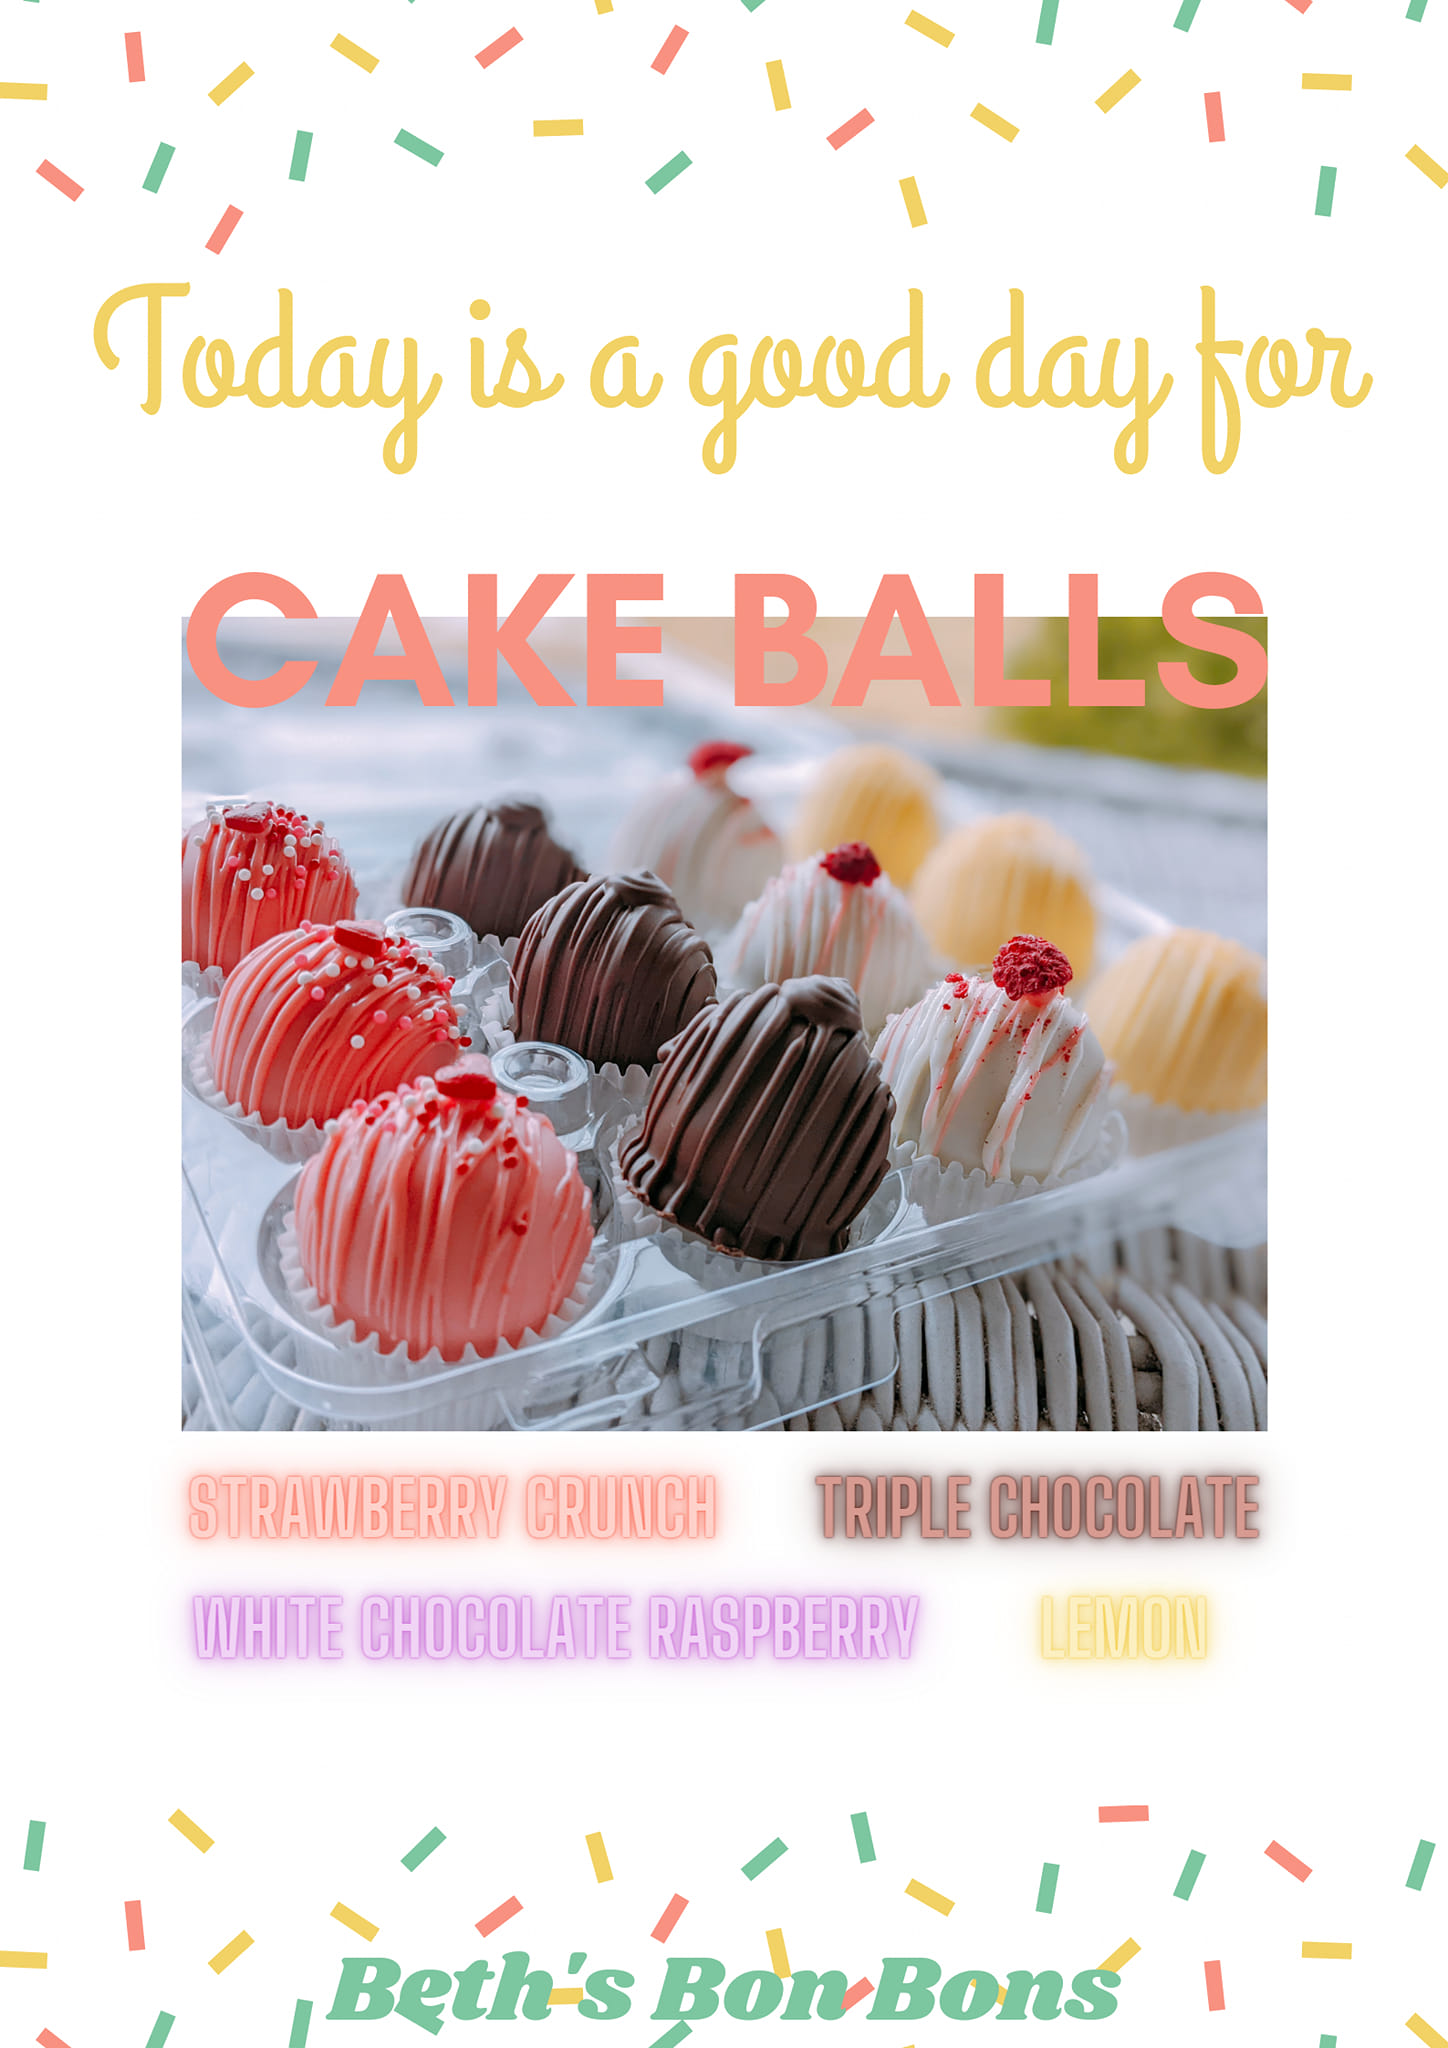 Today is a good day for
CAKE BALLS
STRAWBERRY CRUNCH TRIPLE CHOCOLATE
WHITE CHOCOLATE RASPBERRY LEMON
Beth's Bon Bons